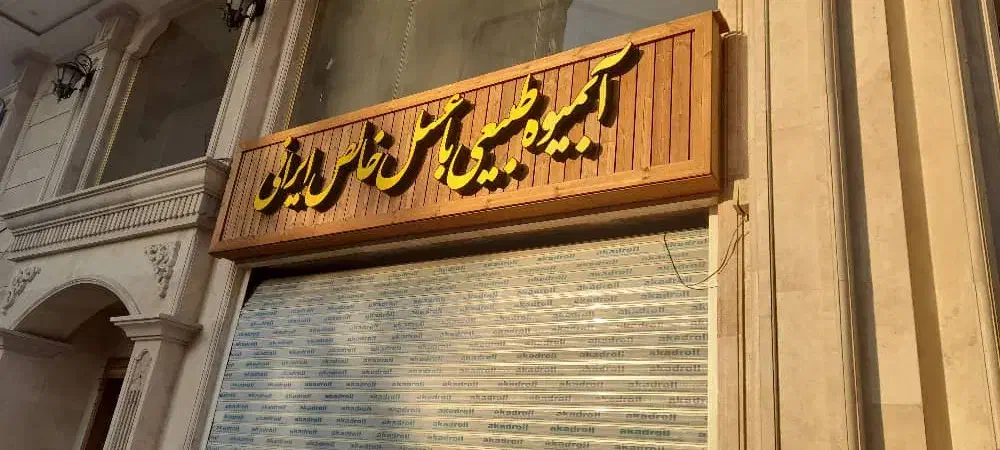 آبمیوه طبیعی با عسل خالص ایرانی
akadroll